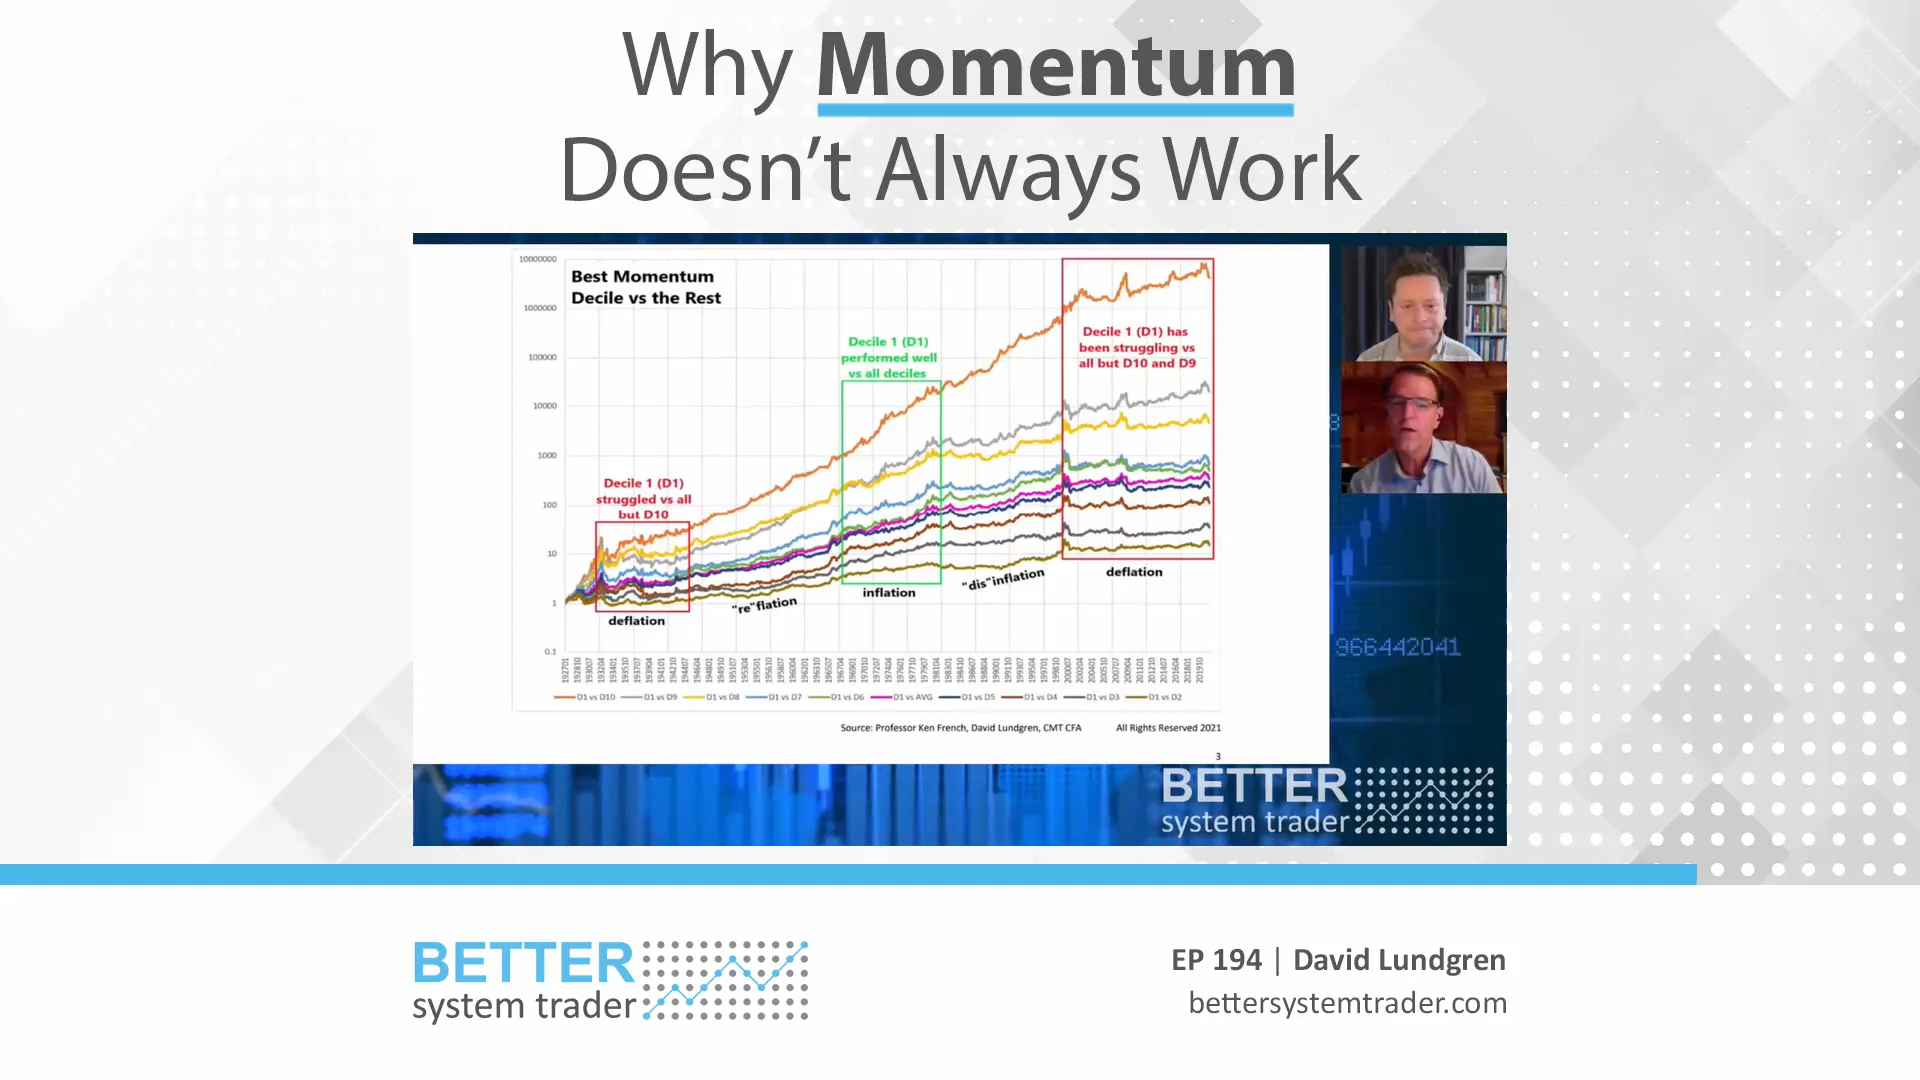 Why Momentum
Doesn't Always Work
Best Momentum
Decile vs the Rest
10000000
1000000
100000
10000
1000
100
10
1
0.1
Decile 1 (D1)
struggled vs all
but D10
deflation
"re"flation
Decile 1 (D1)
performed well
vs all deciles
inflation
"dis"inflation
Decile 1 (D1) has
been struggling vs
all but D10 and D9
deflation
D1 vs D10 D1 vs D9 D1 vs D8 D1 vs D7 D1 vs D6 D1 vs AVG D1 vs D5 D1 vs D4 D1 vs D3 D1 vs D2
Source: Professor Ken French, David Lundgren, CMT CFA All Rights Reserved 2021
3
966442041
BETTER
system trader
BETTER
system trader
EP 194 | David Lundgren
bettersystemtrader.com